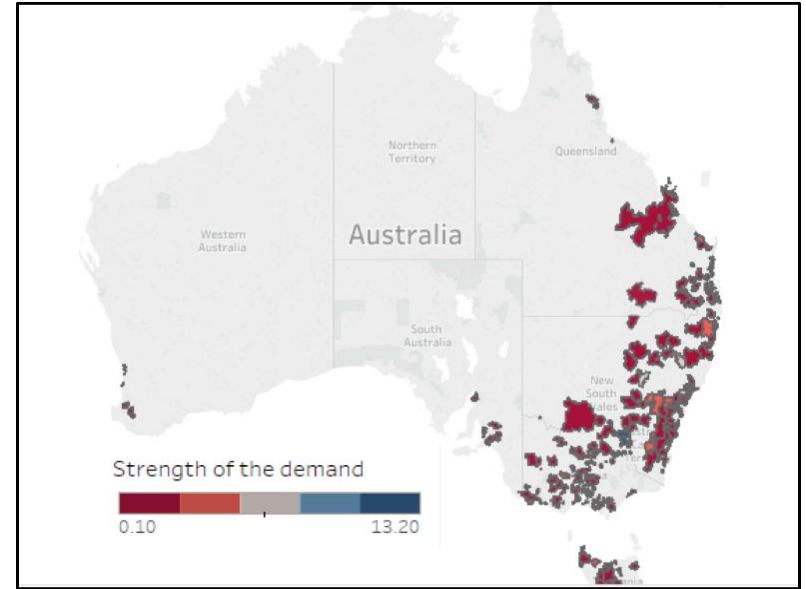 Northern
Territory
Queensland
Western
Australia
Australia
South
Australia
New
South
Wales
Strength of the demand
0.10
13.20